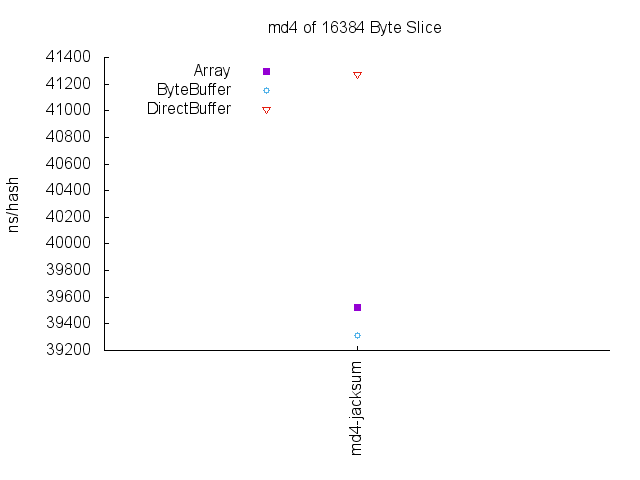 md4 of 16384 Byte Slice
41400
41200
41000
40800
40600
40400
40200
40000
39800
39600
39400
39200
ns/hash
Array
ByteBuffer
DirectBuffer
md4-jacksum